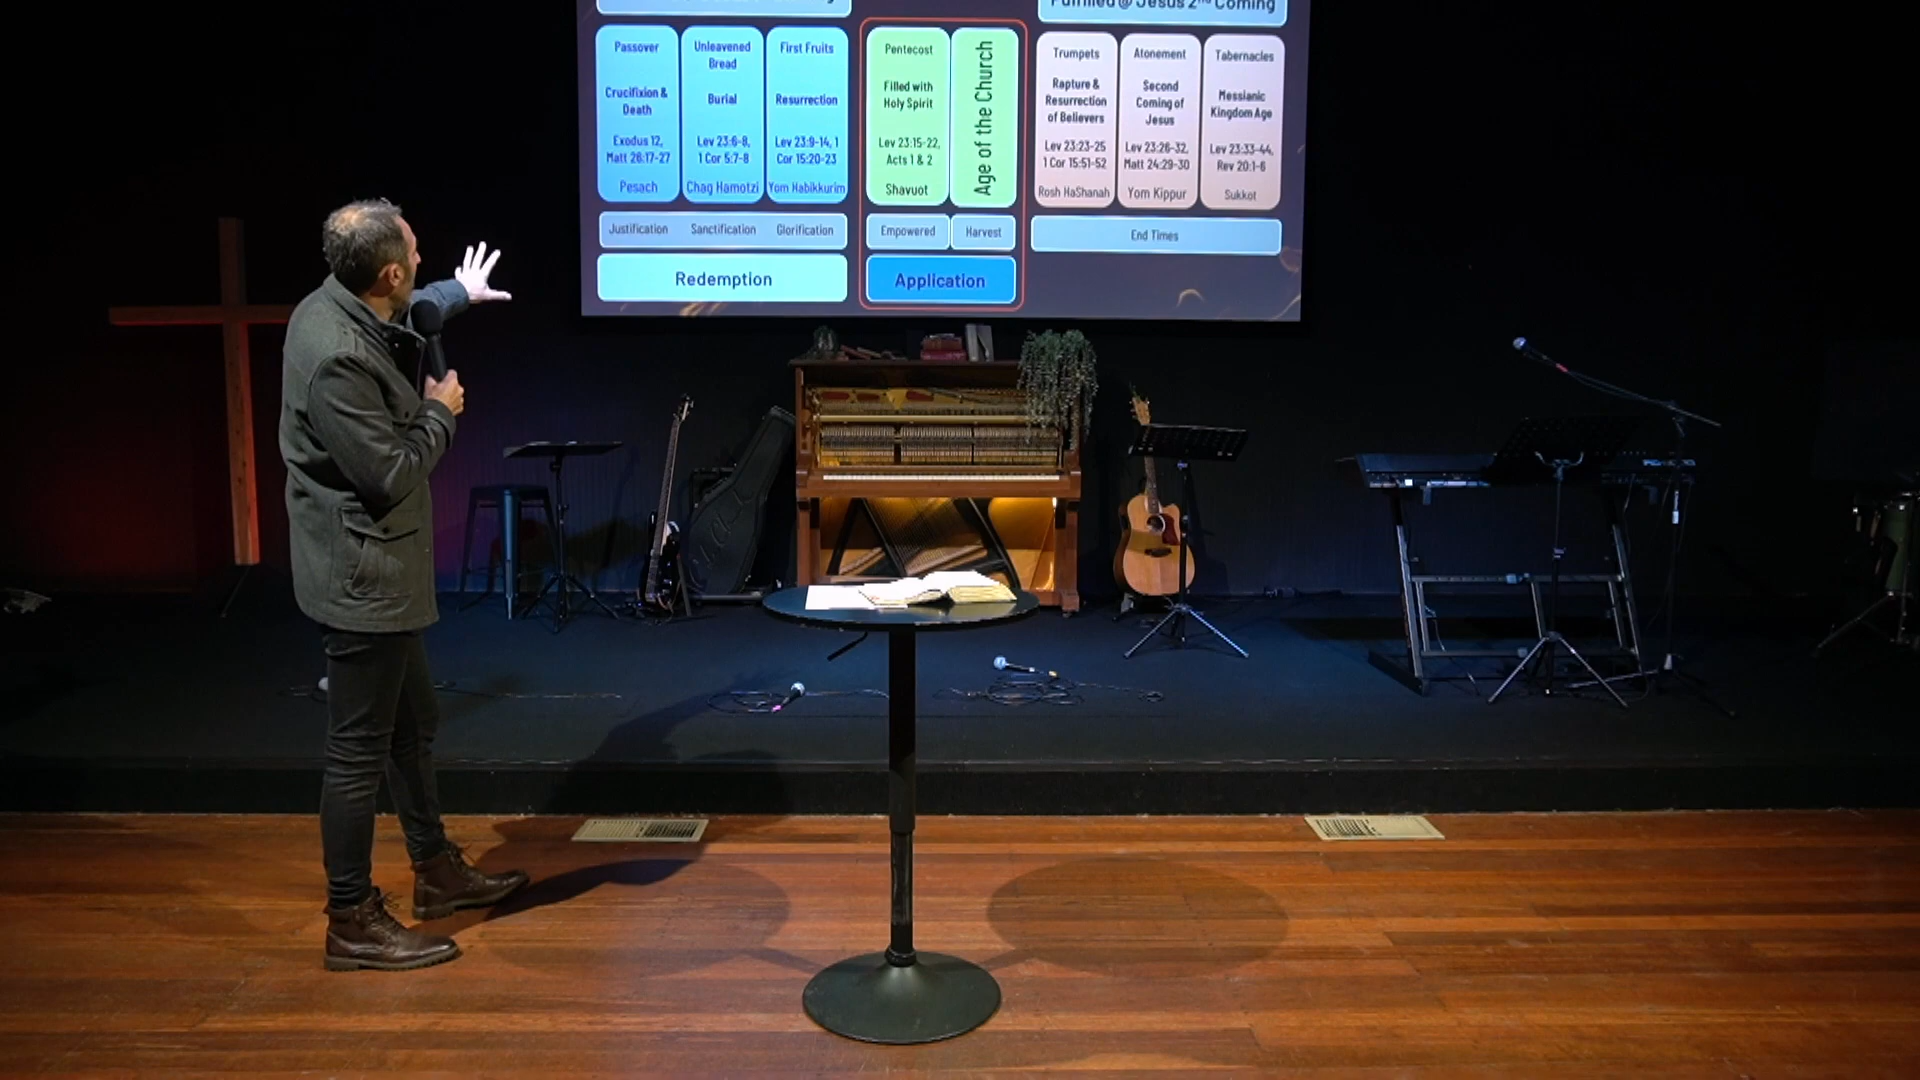 Fulfilled @ Jesus 2nd Coming
Passover
Crucifixion &
Death
Exodus 12,
Matt 26:17-27
Pesach
Unleavened
Bread
Burial
Lev 23:6-8,
1 Cor 5:7-8
Chag Hamotzi
First Fruits
Resurrection
Lev 23:9-14, 1
Cor 15:20-23
Yom Habikkurim
Pentecost
Filled with
Holy Spirit
Lev 23:15-22,
Acts 1 & 2
Shavuot
Age of the Church
Trumpets
Rapture &
Resurrection
of Believers
Lev 23:23-25
1 Cor 15:51-52
Rosh HaShanah
Atonement
Second
Coming of
Jesus
Lev 23:26-32,
Matt 24:29-30
Yom Kippur
Tabernacles
Messianic
Kingdom Age
Lev 23:33-44,
Rev 20:1-6
Sukkot
Justification Sanctification Glorification
Empowered
Harvest
End Times
Redemption
Application